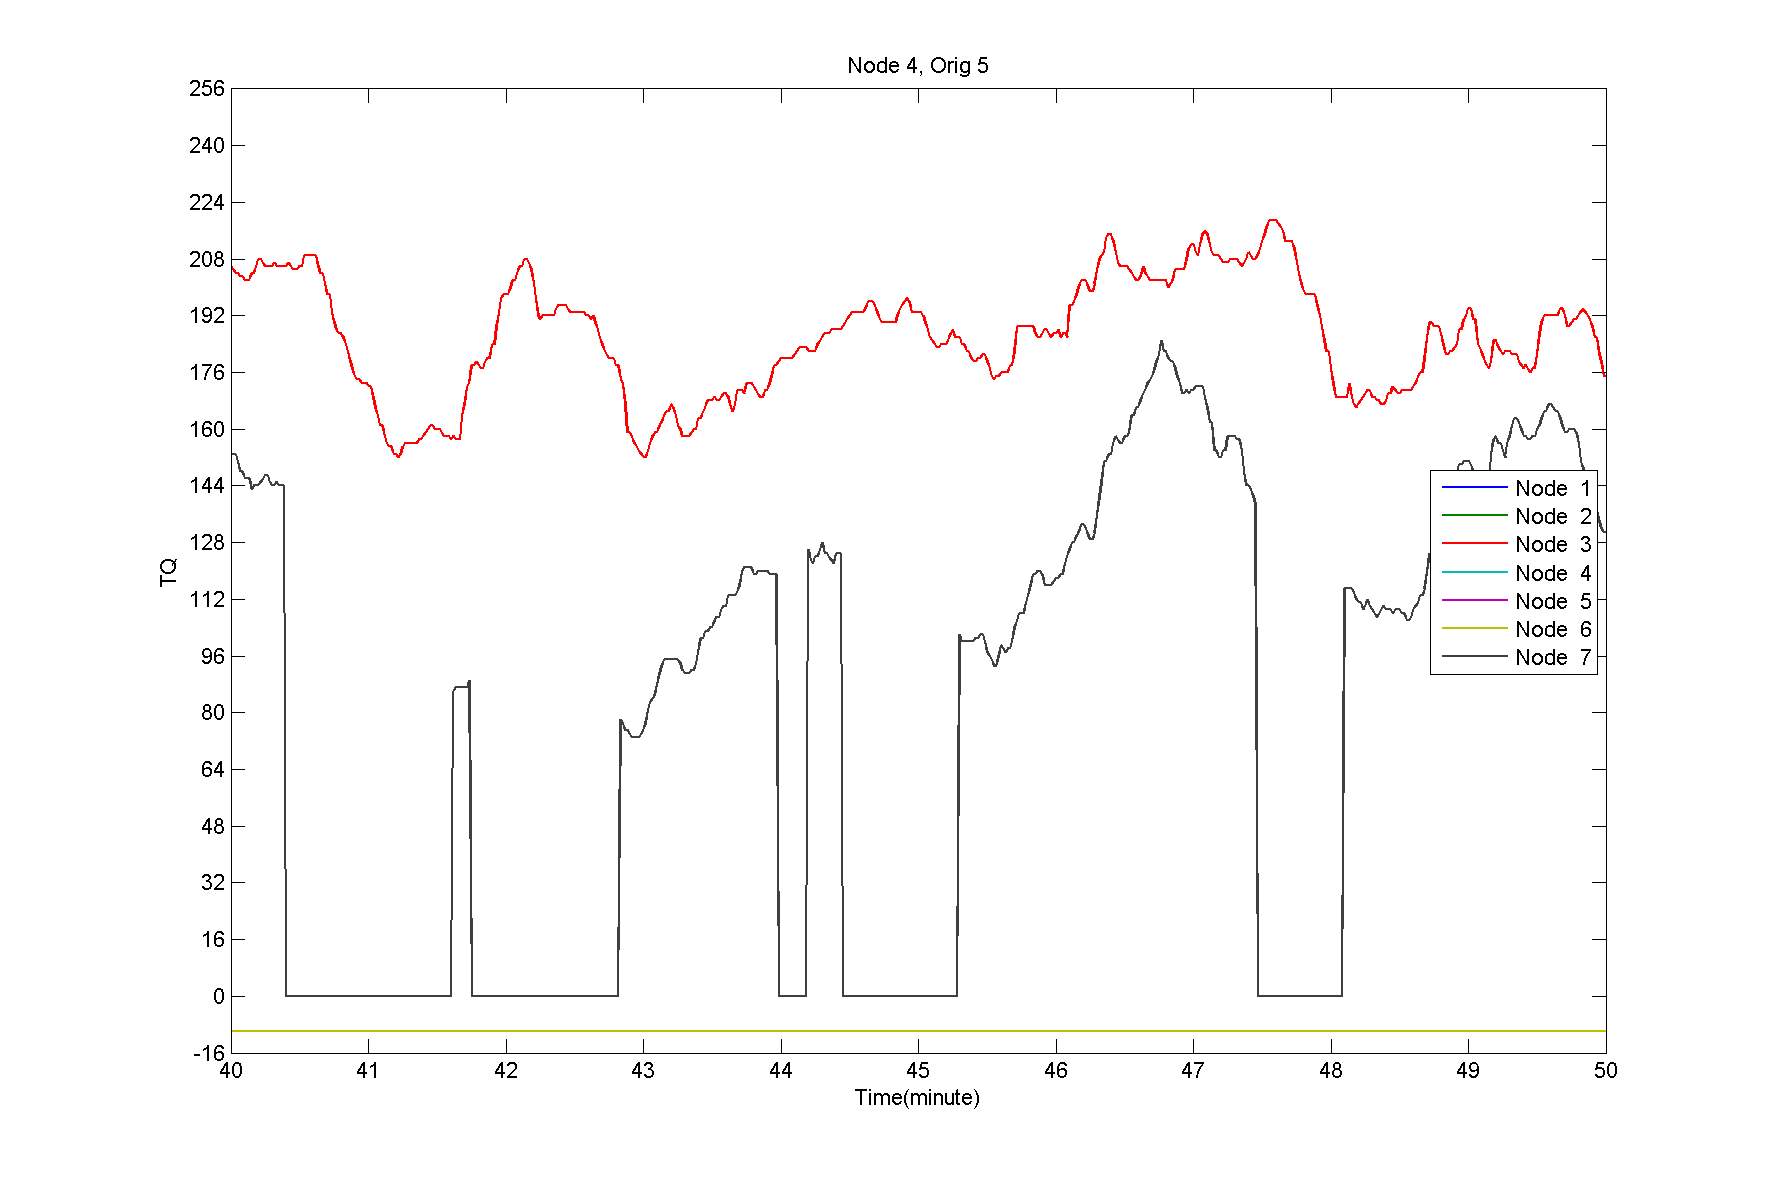 Node 4, Orig 5
256
240
224
208
192
176
160
144
128
112
96
80
64
48
32
16
0
-16
TQ
Node 1
Node 2
Node 3
Node 4
Node 5
Node 6
Node 7
40 41 42 43 44 45 46 47 48 49 50
Time(minute)